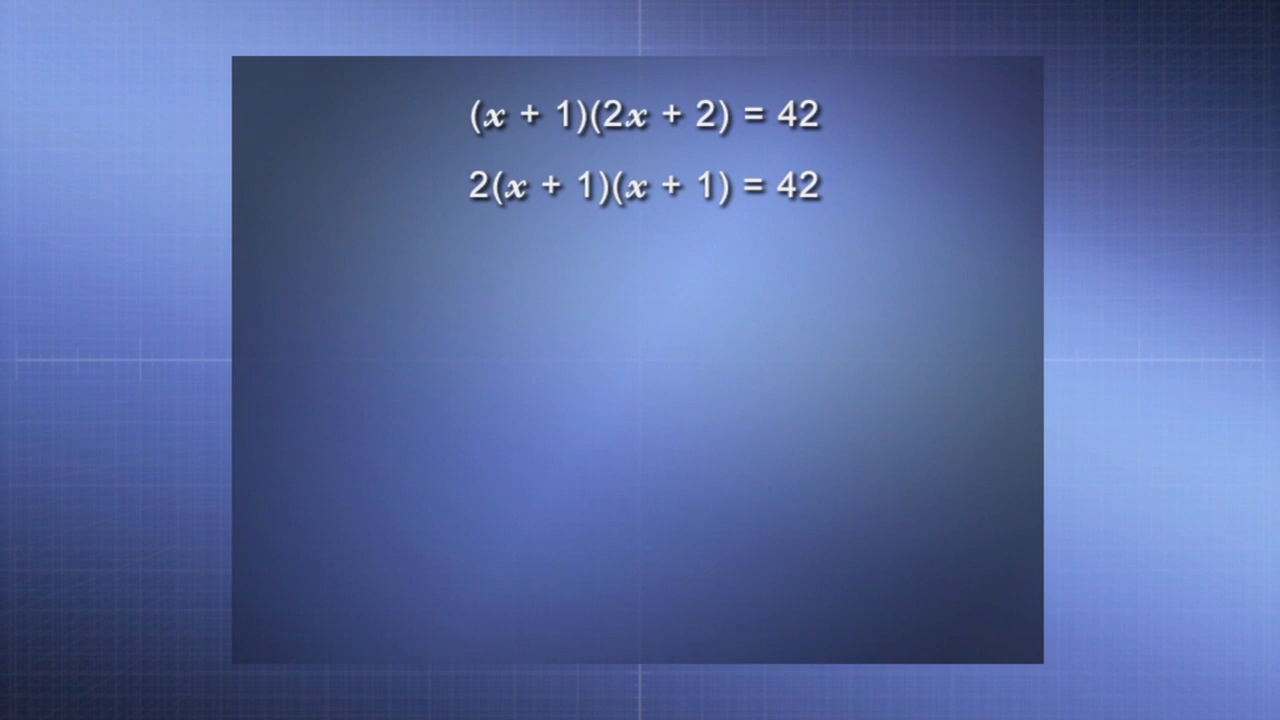 (x + 1)(2x + 2) = 42
2(x + 1)(x + 1) = 42